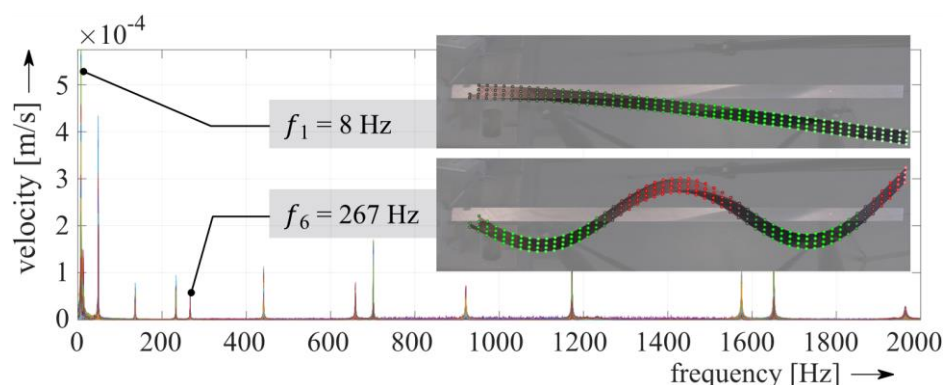 ×10⁻⁴
velocity [m/s]
5
4
3
2
1
0
f₁ = 8 Hz
f₆ = 267 Hz
0 200 400 600 800 1000 1200 1400 1600 1800 2000
frequency [Hz]